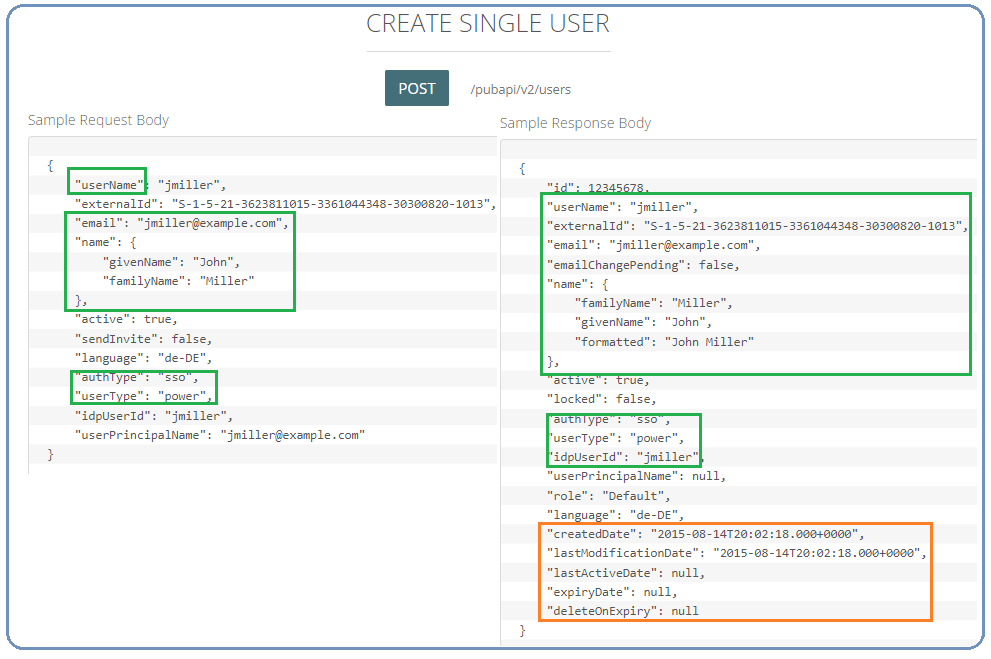 CREATE SINGLE USER
POST /pubapi/v2/users
Sample Request Body
{
"userName": "jmiller",
"externalId": "S-1-5-21-3623811015-3361044348-30300820-1013",
"email": "jmiller@example.com",
"name": {
"givenName": "John",
"familyName": "Miller"
},
"active": true,
"sendInvite": false,
"language": "de-DE",
"authType": "sso",
"userType": "power",
"idpUserId": "jmiller",
"userPrincipalName": "jmiller@example.com"
}
Sample Response Body
{
"id": 12345678,
"userName": "jmiller",
"externalId": "S-1-5-21-3623811015-3361044348-30300820-1013",
"email": "jmiller@example.com",
"emailChangePending": false,
"name": {
"familyName": "Miller",
"givenName": "John",
"formatted": "John Miller"
},
"active": true,
"locked": false,
"authType": "sso",
"userType": "power",
"idpUserId": "jmiller",
"userPrincipalName": null,
"role": "Default",
"language": "de-DE",
"createdDate": "2015-08-14T20:02:18.000+0000",
"lastModificationDate": "2015-08-14T20:02:18.000+0000",
"lastActiveDate": null,
"expiryDate": null,
"deleteOnExpiry": null
}